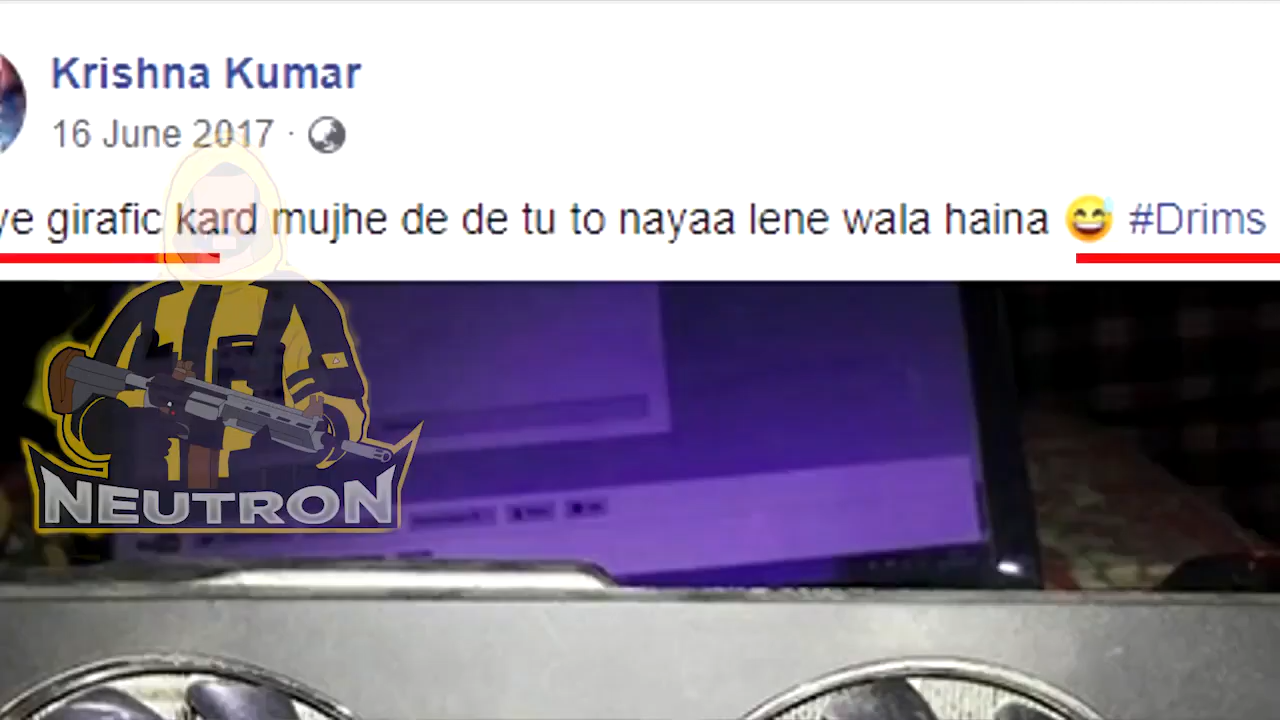 Krishna Kumar
16 June 2017 ·
ye girafic kard mujhe de de tu to nayaa lene wala haina 😅 #Drims
NEUTRON